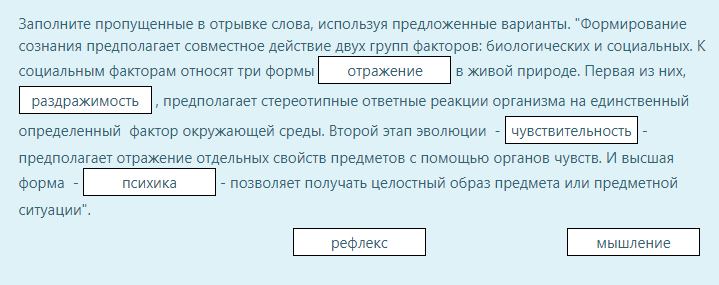 Заполните пропущенные в отрывке слова, используя предложенные варианты. "Формирование
сознания предполагает совместное действие двух групп факторов: биологических и социальных. К
социальным факторам относят три формы отражение в живой природе. Первая из них,
раздражимость , предполагает стереотипные ответные реакции организма на единственный
определенный фактор окружающей среды. Второй этап эволюции - чувствительность -
предполагает отражение отдельных свойств предметов с помощью органов чувств. И высшая
форма - психика - позволяет получать целостный образ предмета или предметной
ситуации".
рефлекс мышление